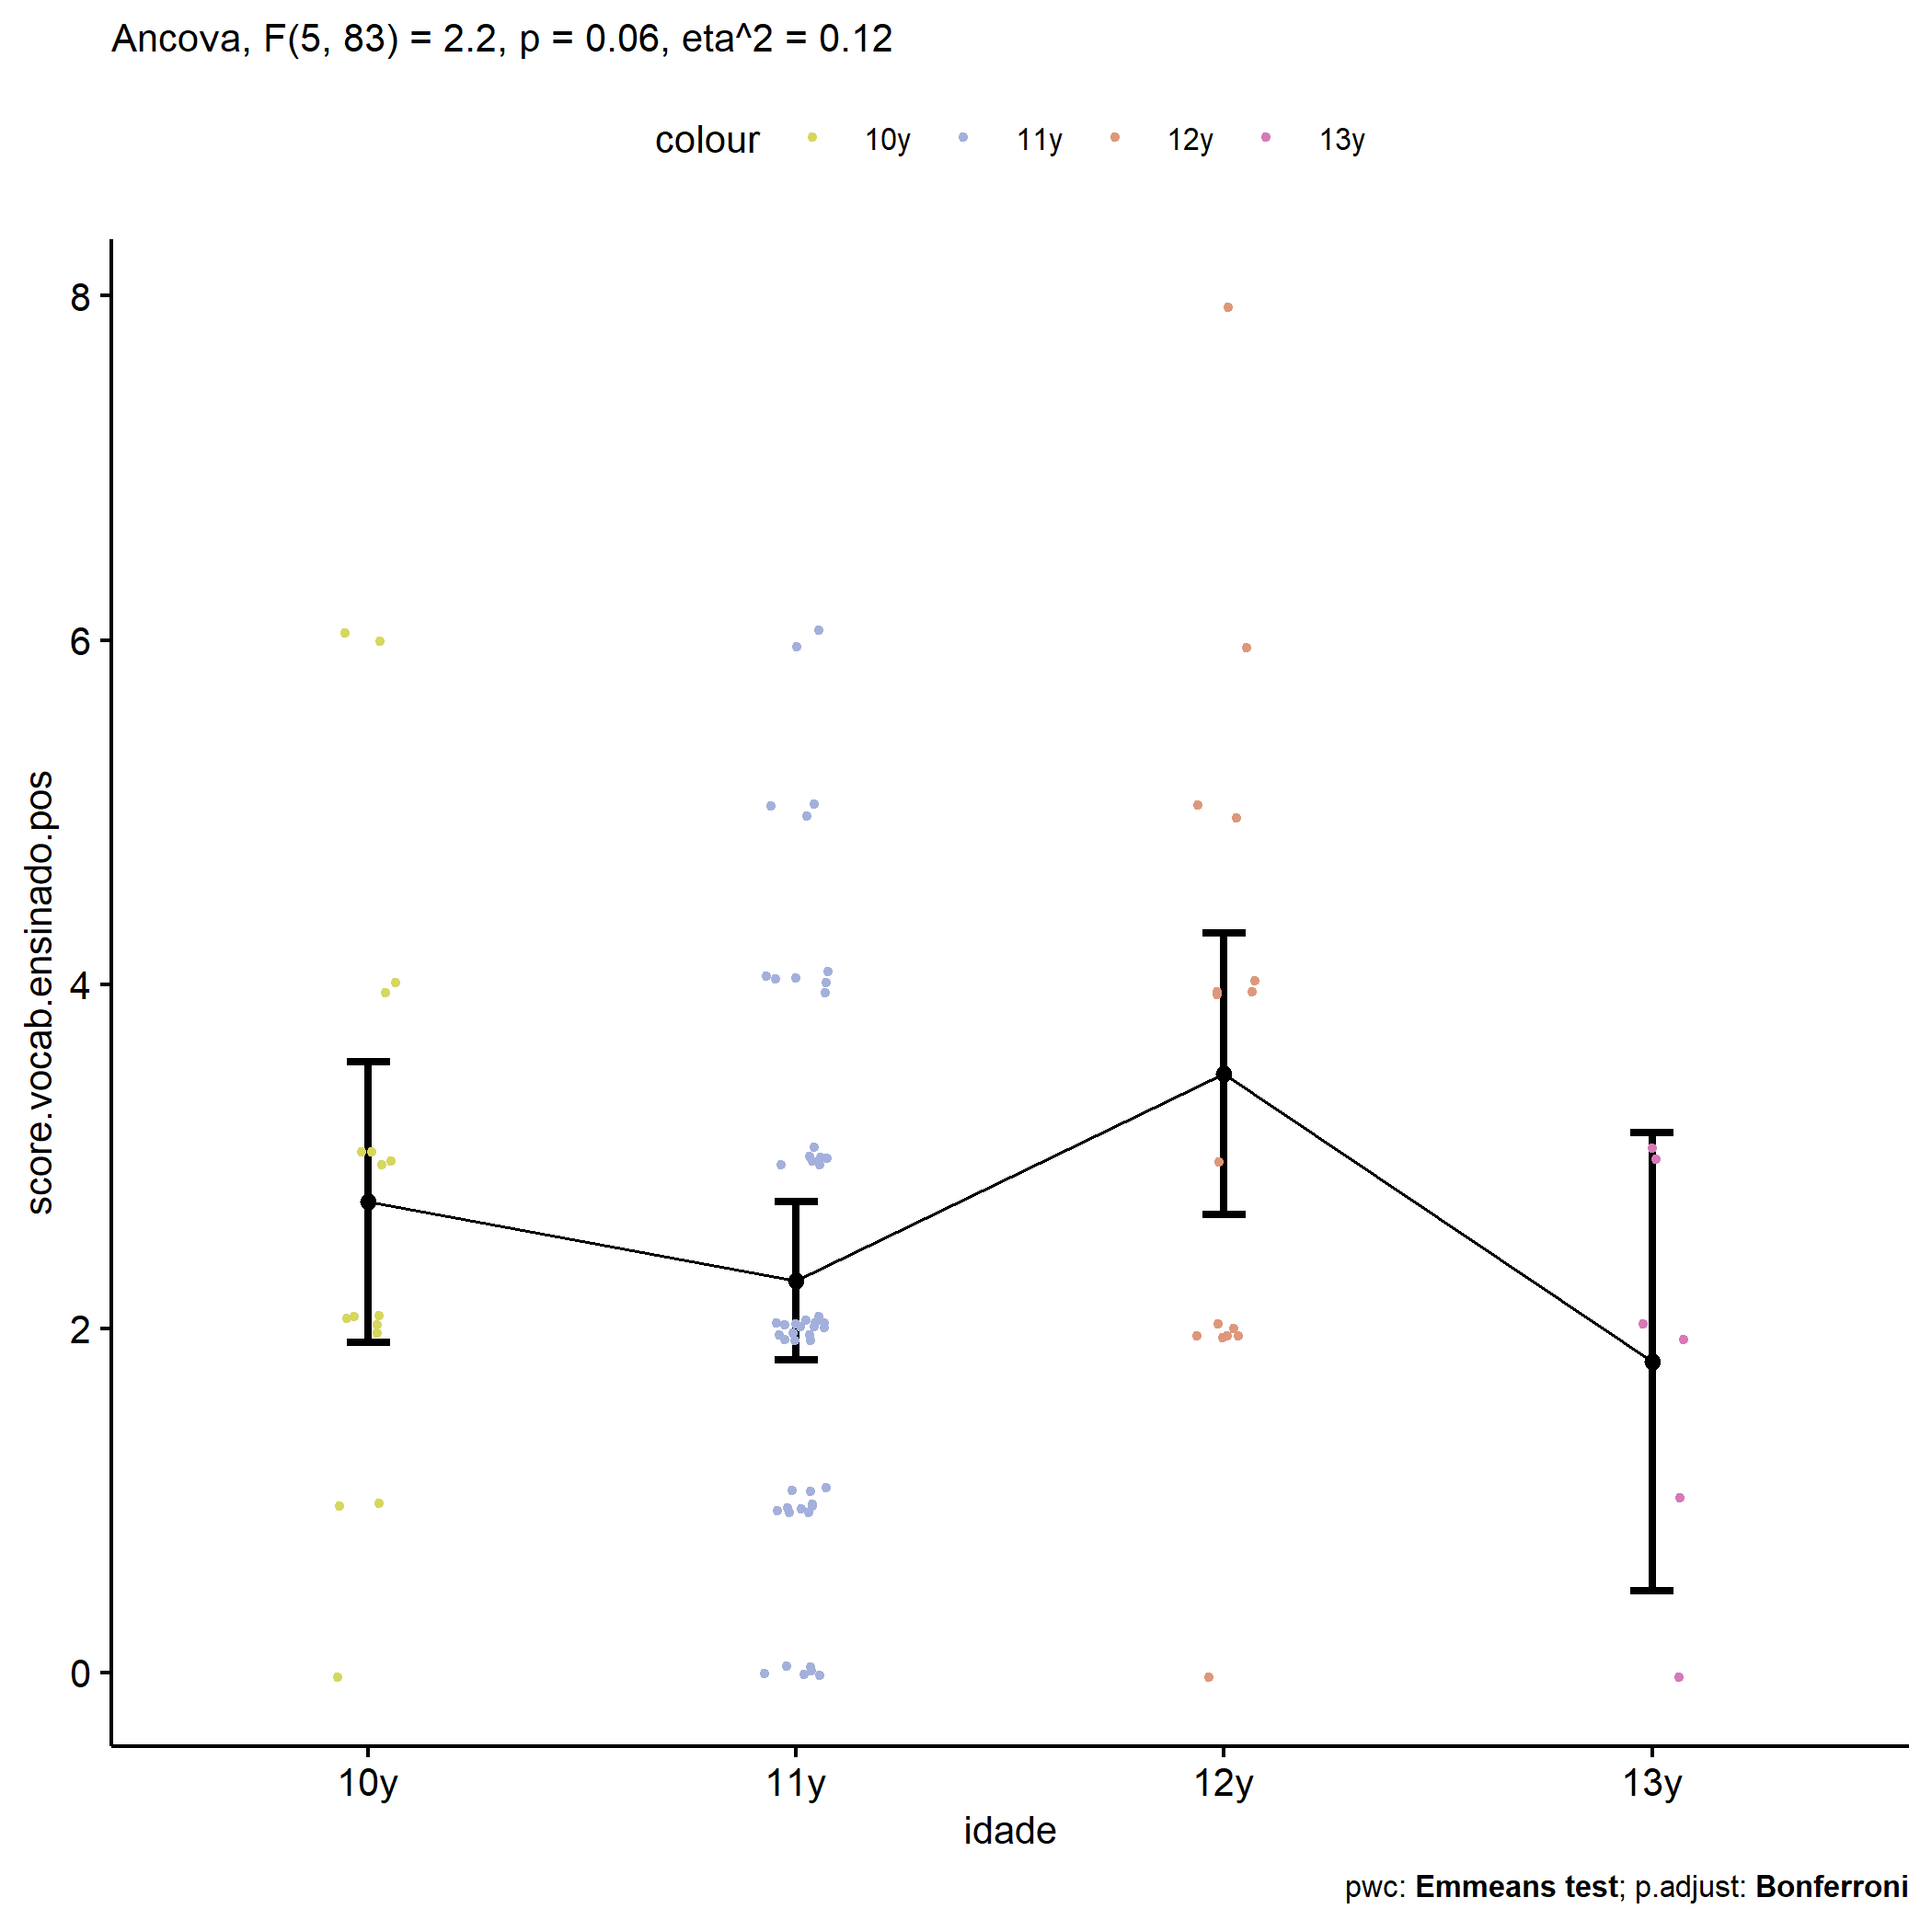 Ancova, F(5, 83) = 2.2, p = 0.06, eta^2 = 0.12
colour 10y 11y 12y 13y
8
6
4
2
0
score.vocab.ensinado.pos
10y 11y 12y 13y
idade
pwc: Emmeans test; p.adjust: Bonferroni